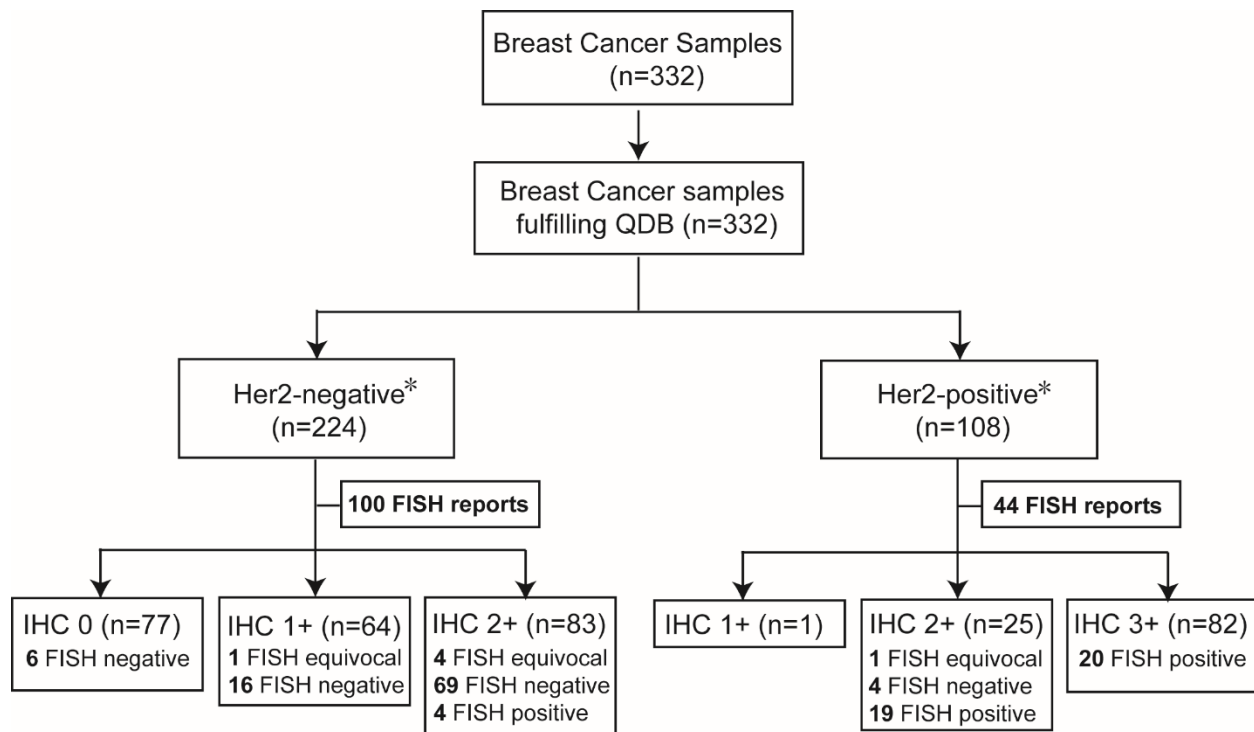 Breast Cancer Samples
(n=332)
Breast Cancer samples
fulfilling QDB (n=332)
Her2-negative*
(n=224)
Her2-positive*
(n=108)
100 FISH reports
44 FISH reports
IHC 0 (n=77)
6 FISH negative
IHC 1+ (n=64)
1 FISH equivocal
16 FISH negative
IHC 2+ (n=83)
4 FISH equivocal
69 FISH negative
4 FISH positive
IHC 1+ (n=1)
IHC 2+ (n=25)
1 FISH equivocal
4 FISH negative
19 FISH positive
IHC 3+ (n=82)
20 FISH positive